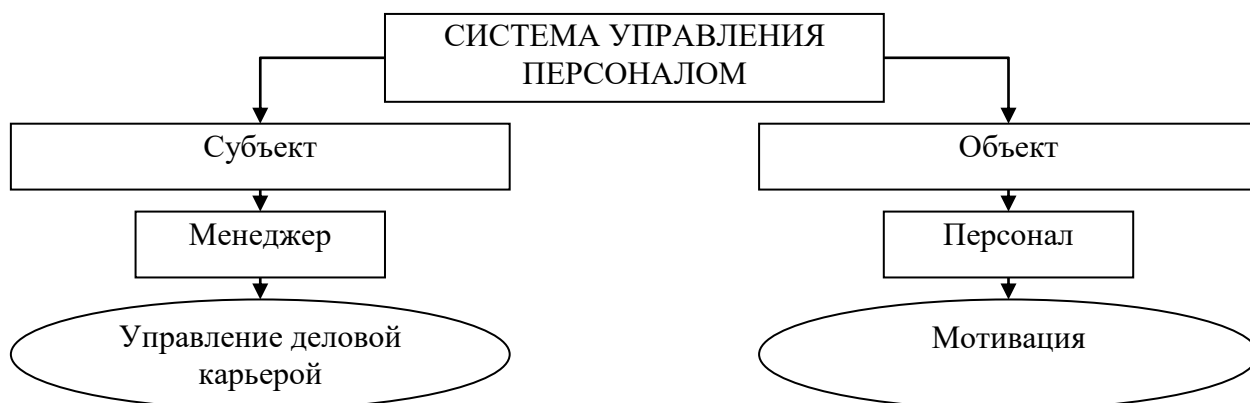 СИСТЕМА УПРАВЛЕНИЯ
ПЕРСОНАЛОМ
Субъект
Объект
Менеджер
Персонал
Управление деловой
карьерой
Мотивация